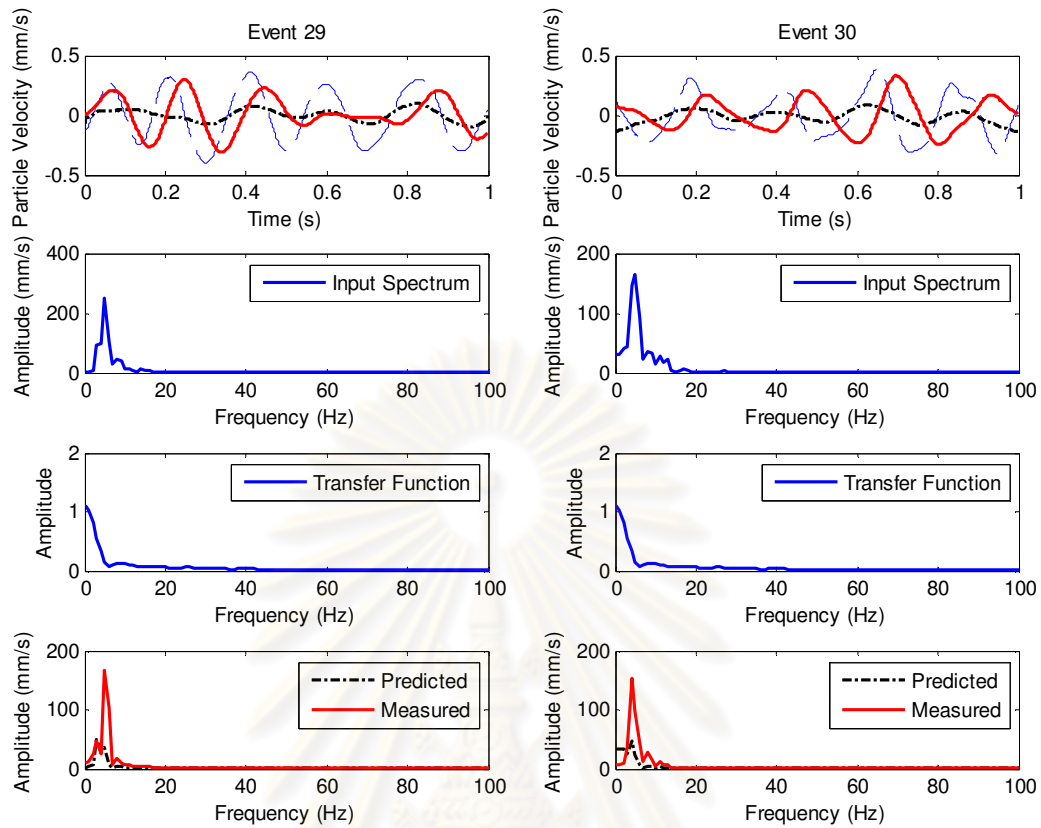 Event 29
Particle Velocity (mm/s)
0.5
0
-0.5
0
0.2
0.4
0.6
0.8
1
Time (s)
Event 30
Particle Velocity (mm/s)
0.5
0
-0.5
0
0.2
0.4
0.6
0.8
1
Time (s)
Amplitude (mm/s)
400
200
0
Input Spectrum
0
20
40
60
80
100
Frequency (Hz)
Amplitude (mm/s)
200
100
0
Input Spectrum
0
20
40
60
80
100
Frequency (Hz)
Amplitude
2
1
0
Transfer Function
0
20
40
60
80
100
Frequency (Hz)
Amplitude
2
1
0
Transfer Function
0
20
40
60
80
100
Frequency (Hz)
Amplitude (mm/s)
200
100
0
Predicted
Measured
0
20
40
60
80
100
Frequency (Hz)
Amplitude (mm/s)
200
100
0
Predicted
Measured
0
20
40
60
80
100
Frequency (Hz)